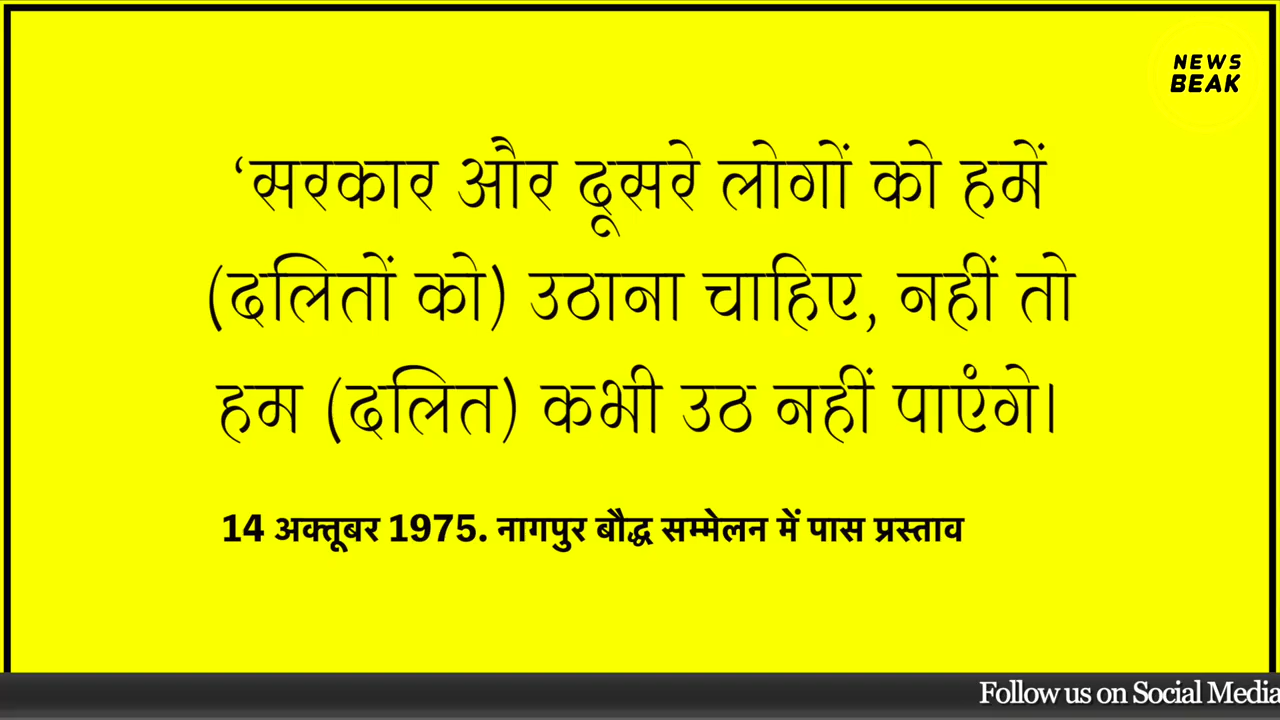 NEWS
BEAK
‘सरकार और दूसरे लोगों को हमें
(दलितों को) उठाना चाहिए, नहीं तो
हम (दलित) कभी उठ नहीं पाएंगे।
14 अक्तूबर 1975. नागपुर बौद्ध सम्मेलन में पास प्रस्ताव
Follow us on Social Media